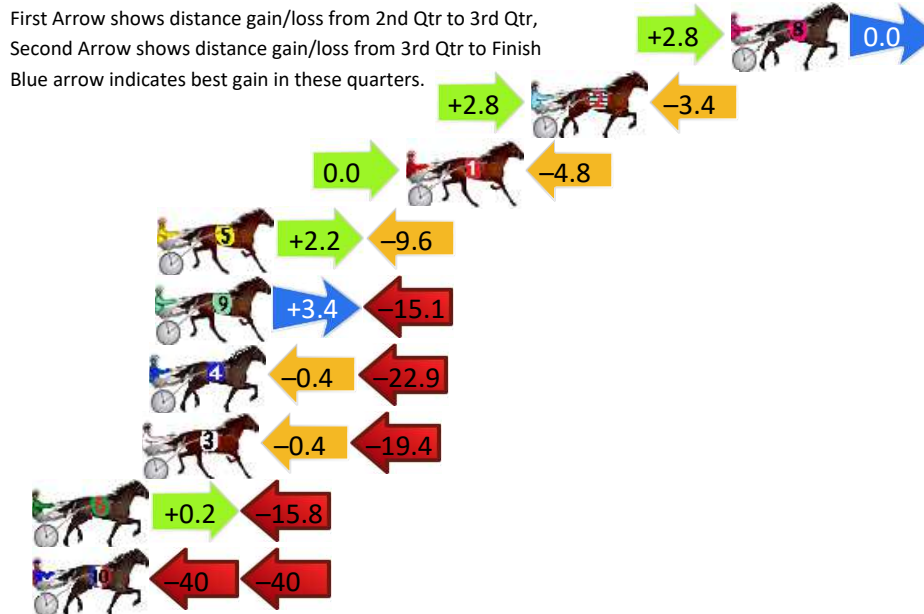 First Arrow shows distance gain/loss from 2nd Qtr to 3rd Qtr,
Second Arrow shows distance gain/loss from 3rd Qtr to Finish
Blue arrow indicates best gain in these quarters.
+2.8 8 0.0
+2.8 2 –3.4
0.0 1 –4.8
5 +2.2 –9.6
9 +3.4 –15.1
4 –0.4 –22.9
3 –0.4 –19.4
6 +0.2 –15.8
10 –40 –40